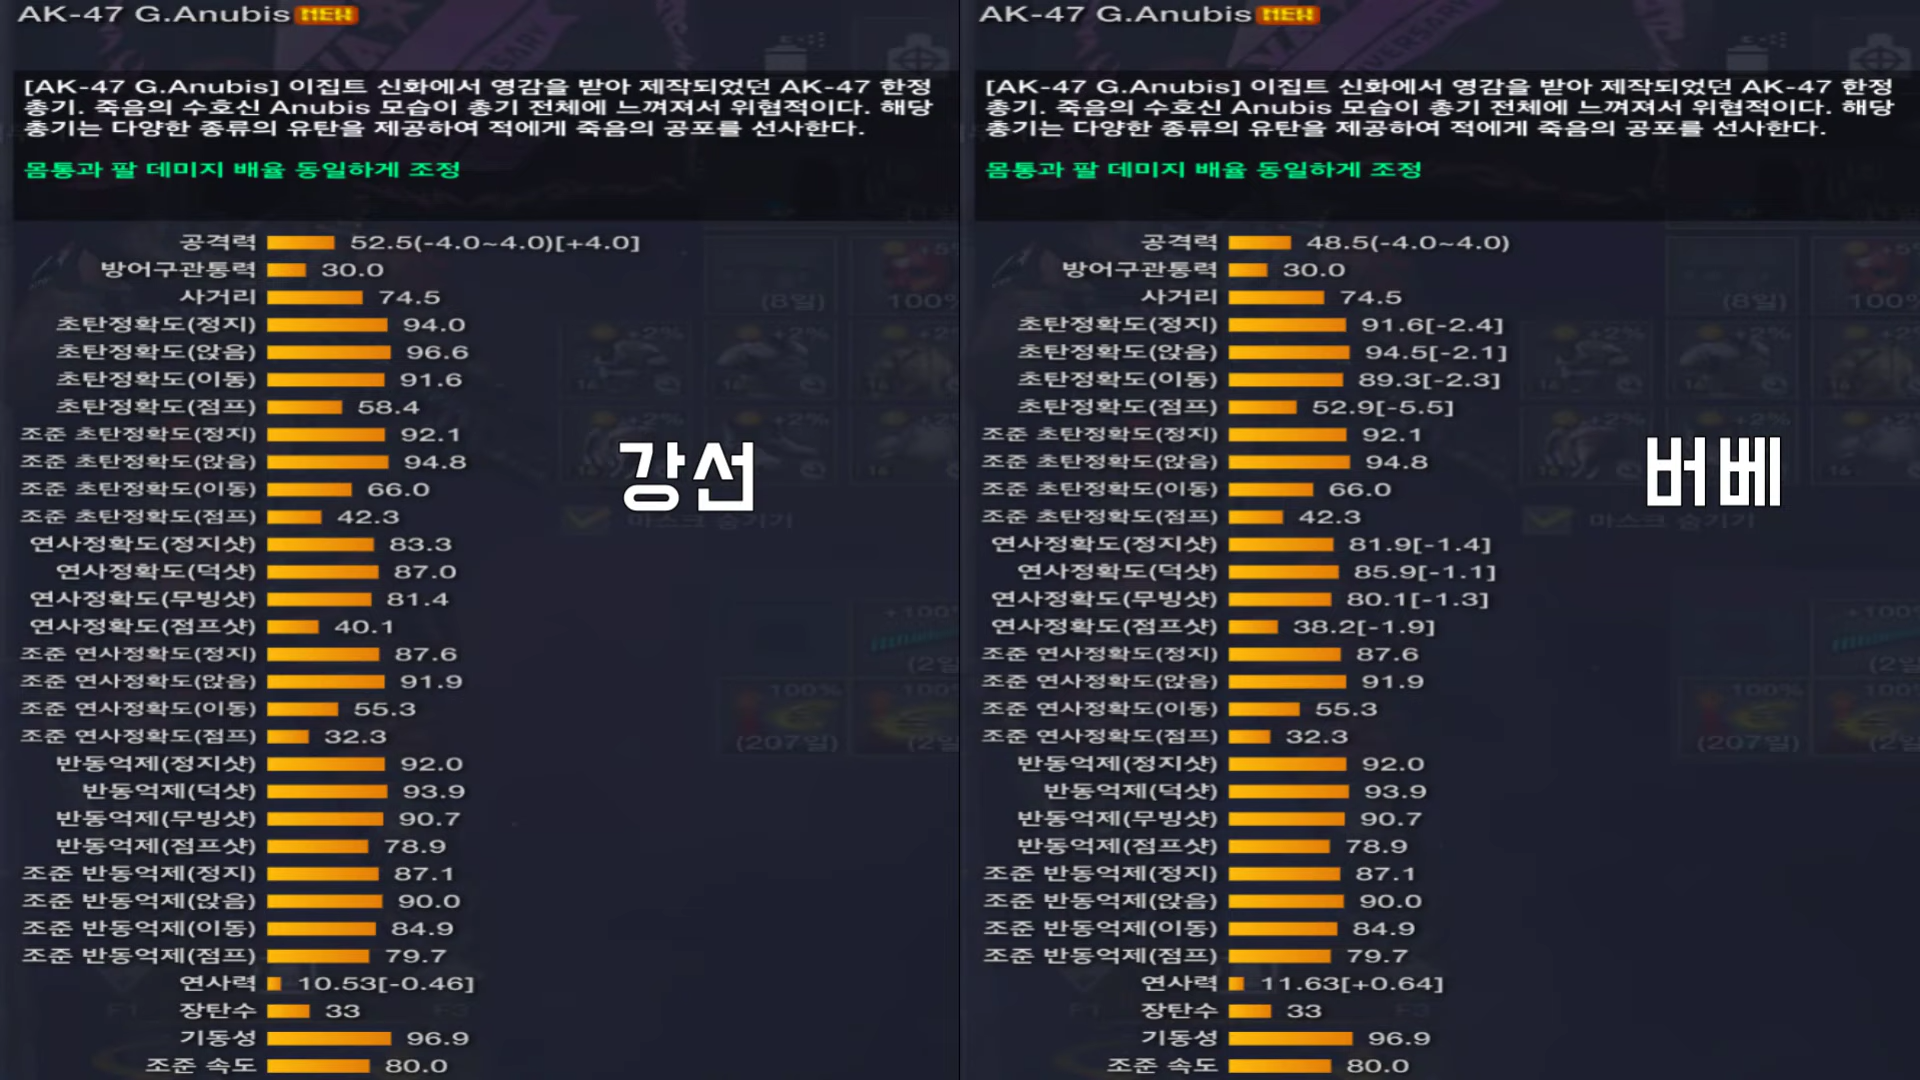 AK-47 G.Anubis NEW
[AK-47 G.Anubis] 이집트 신화에서 영감을 받아 제작되었던 AK-47 한정
총기. 죽음의 수호신 Anubis 모습이 총기 전체에 느껴져서 위협적이다. 해당
총기는 다양한 종류의 유탄을 제공하여 적에게 죽음의 공포를 선사한다.
몸통과 팔 데미지 배율 동일하게 조정
공격력 52.5(-4.0~4.0)[+4.0]
방어구관통력 30.0
사거리 74.5
초탄정확도(정지) 94.0
초탄정확도(앉음) 96.6
초탄정확도(이동) 91.6
초탄정확도(점프) 58.4
조준 초탄정확도(정지) 92.1
조준 초탄정확도(앉음) 94.8
조준 초탄정확도(이동) 66.0
조준 초탄정확도(점프) 42.3
연사정확도(정지샷) 83.3
연사정확도(덕샷) 87.0
연사정확도(무빙샷) 81.4
연사정확도(점프샷) 40.1
조준 연사정확도(정지) 87.6
조준 연사정확도(앉음) 91.9
조준 연사정확도(이동) 55.3
조준 연사정확도(점프) 32.3
반동억제(정지샷) 92.0
반동억제(덕샷) 93.9
반동억제(무빙샷) 90.7
반동억제(점프샷) 78.9
조준 반동억제(정지) 87.1
조준 반동억제(앉음) 90.0
조준 반동억제(이동) 84.9
조준 반동억제(점프) 79.7
연사력 10.53[-0.46]
장탄수 33
기동성 96.9
조준 속도 80.0
강선
마스크 숨기기
(8일)
100%
(207일)
AK-47 G.Anubis NEW
[AK-47 G.Anubis] 이집트 신화에서 영감을 받아 제작되었던 AK-47 한정
총기. 죽음의 수호신 Anubis 모습이 총기 전체에 느껴져서 위협적이다. 해당
총기는 다양한 종류의 유탄을 제공하여 적에게 죽음의 공포를 선사한다.
몸통과 팔 데미지 배율 동일하게 조정
공격력 48.5(-4.0~4.0)
방어구관통력 30.0
사거리 74.5
초탄정확도(정지) 91.6[-2.4]
초탄정확도(앉음) 94.5[-2.1]
초탄정확도(이동) 89.3[-2.3]
초탄정확도(점프) 52.9[-5.5]
조준 초탄정확도(정지) 92.1
조준 초탄정확도(앉음) 94.8
조준 초탄정확도(이동) 66.0
조준 초탄정확도(점프) 42.3
연사정확도(정지샷) 81.9[-1.4]
연사정확도(덕샷) 85.9[-1.1]
연사정확도(무빙샷) 80.1[-1.3]
연사정확도(점프샷) 38.2[-1.9]
조준 연사정확도(정지) 87.6
조준 연사정확도(앉음) 91.9
조준 연사정확도(이동) 55.3
조준 연사정확도(점프) 32.3
반동억제(정지샷) 92.0
반동억제(덕샷) 93.9
반동억제(무빙샷) 90.7
반동억제(점프샷) 78.9
조준 반동억제(정지) 87.1
조준 반동억제(앉음) 90.0
조준 반동억제(이동) 84.9
조준 반동억제(점프) 79.7
연사력 11.63[+0.64]
장탄수 33
기동성 96.9
조준 속도 80.0
버베
마스크 숨기기
(8일)
100%
(207일)